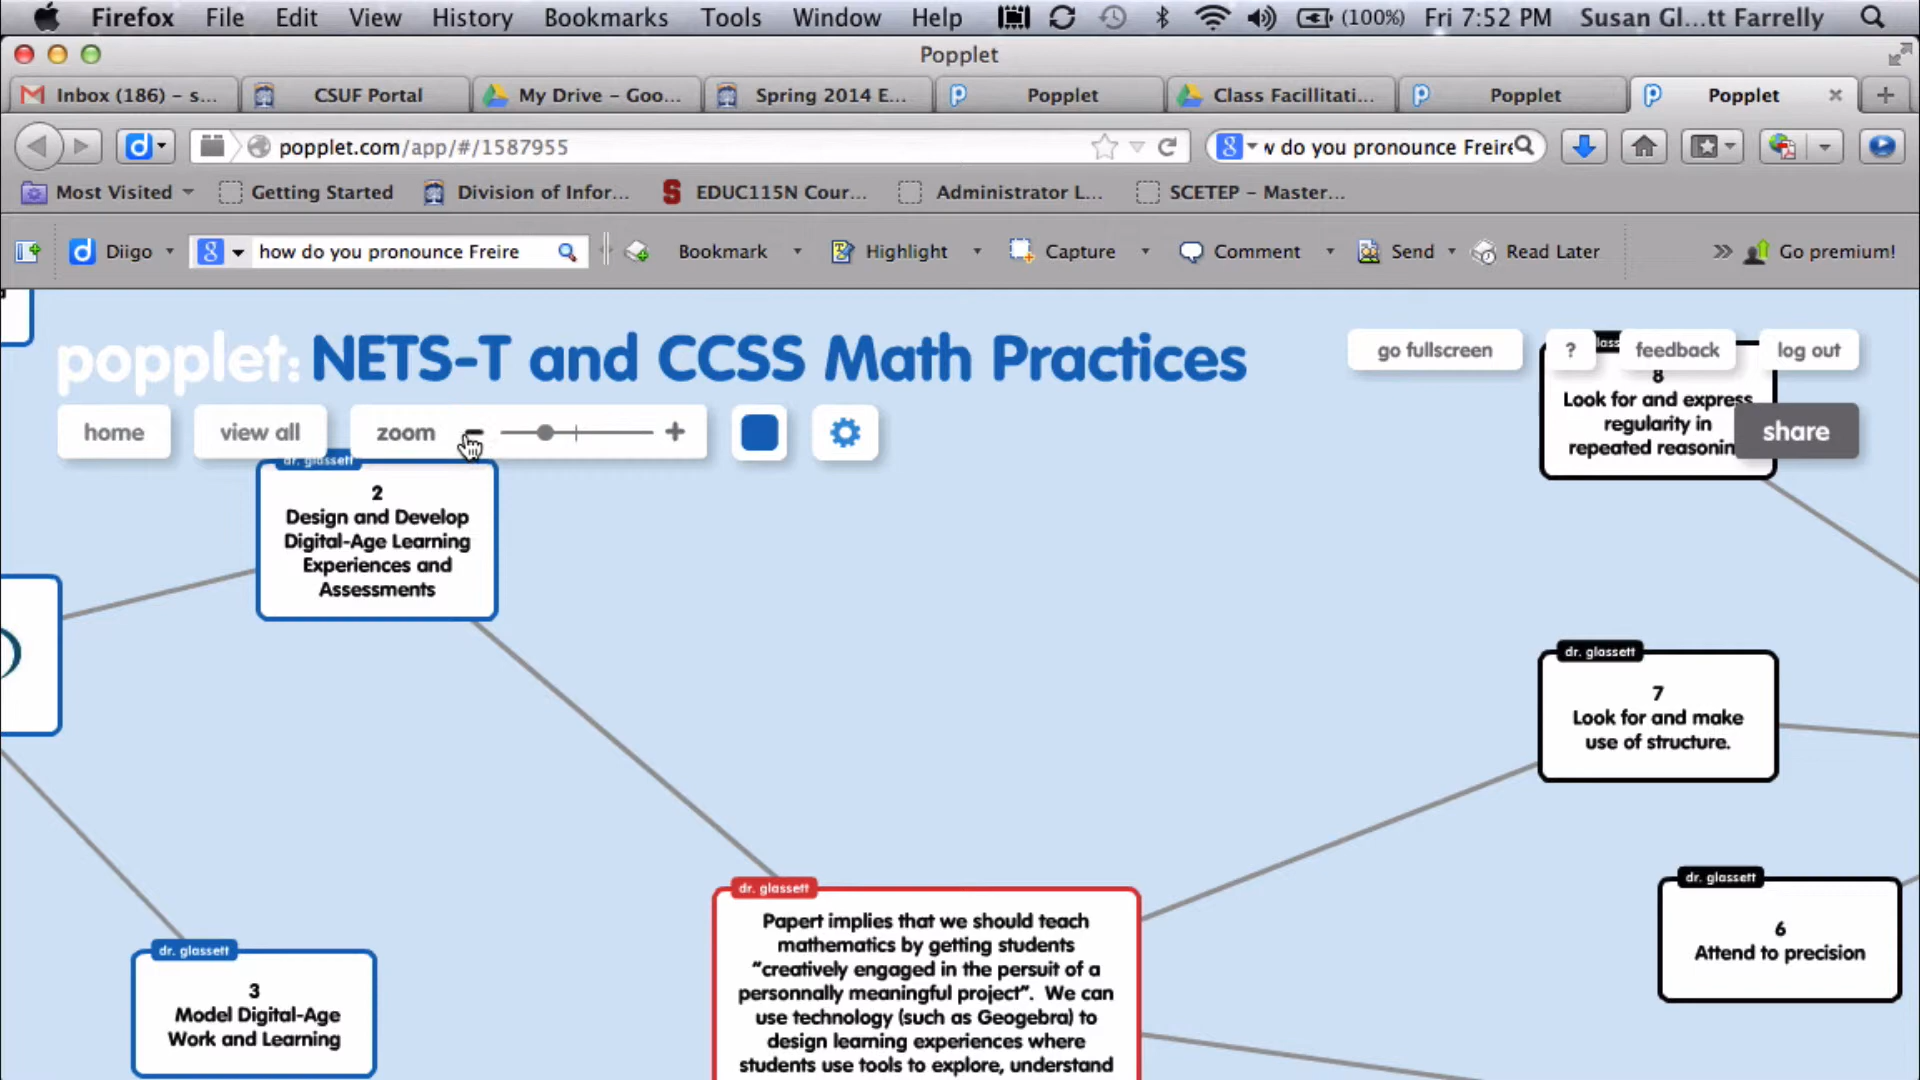 Firefox File Edit View History Bookmarks Tools Window Help (100%) Fri 7:52 PM Susan Gl...tt Farrelly
Popplet
Inbox (186) – s... CSUF Portal My Drive – Goo... Spring 2014 E... Popplet Class Facillitati... Popplet Popplet
popplet.com/app/#/1587955 do you pronounce Freire
Most Visited Getting Started Division of Infor... EDUC115N Cour... Administrator L... SCETEP – Master...
Diigo how do you pronounce Freire Bookmark Highlight Capture Comment Send Read Later Go premium!
popplet: NETS-T and CCSS Math Practices
go fullscreen ? feedback log out
home view all zoom
share
dr. glassett
2
Design and Develop
Digital-Age Learning
Experiences and
Assessments
8
Look for and express
regularity in
repeated
dr. glassett
7
Look for and make
use of structure.
dr. glassett
6
Attend to precision
dr. glassett
3
Model Digital-Age
Work and Learning
dr. glassett
Papert implies that we should teach
mathematics by getting students
"creatively engaged in the persuit of a
personnally meaningful project". We can
use technology (such as Geogebra) to
design learning experiences where
students use tools to explore, understand